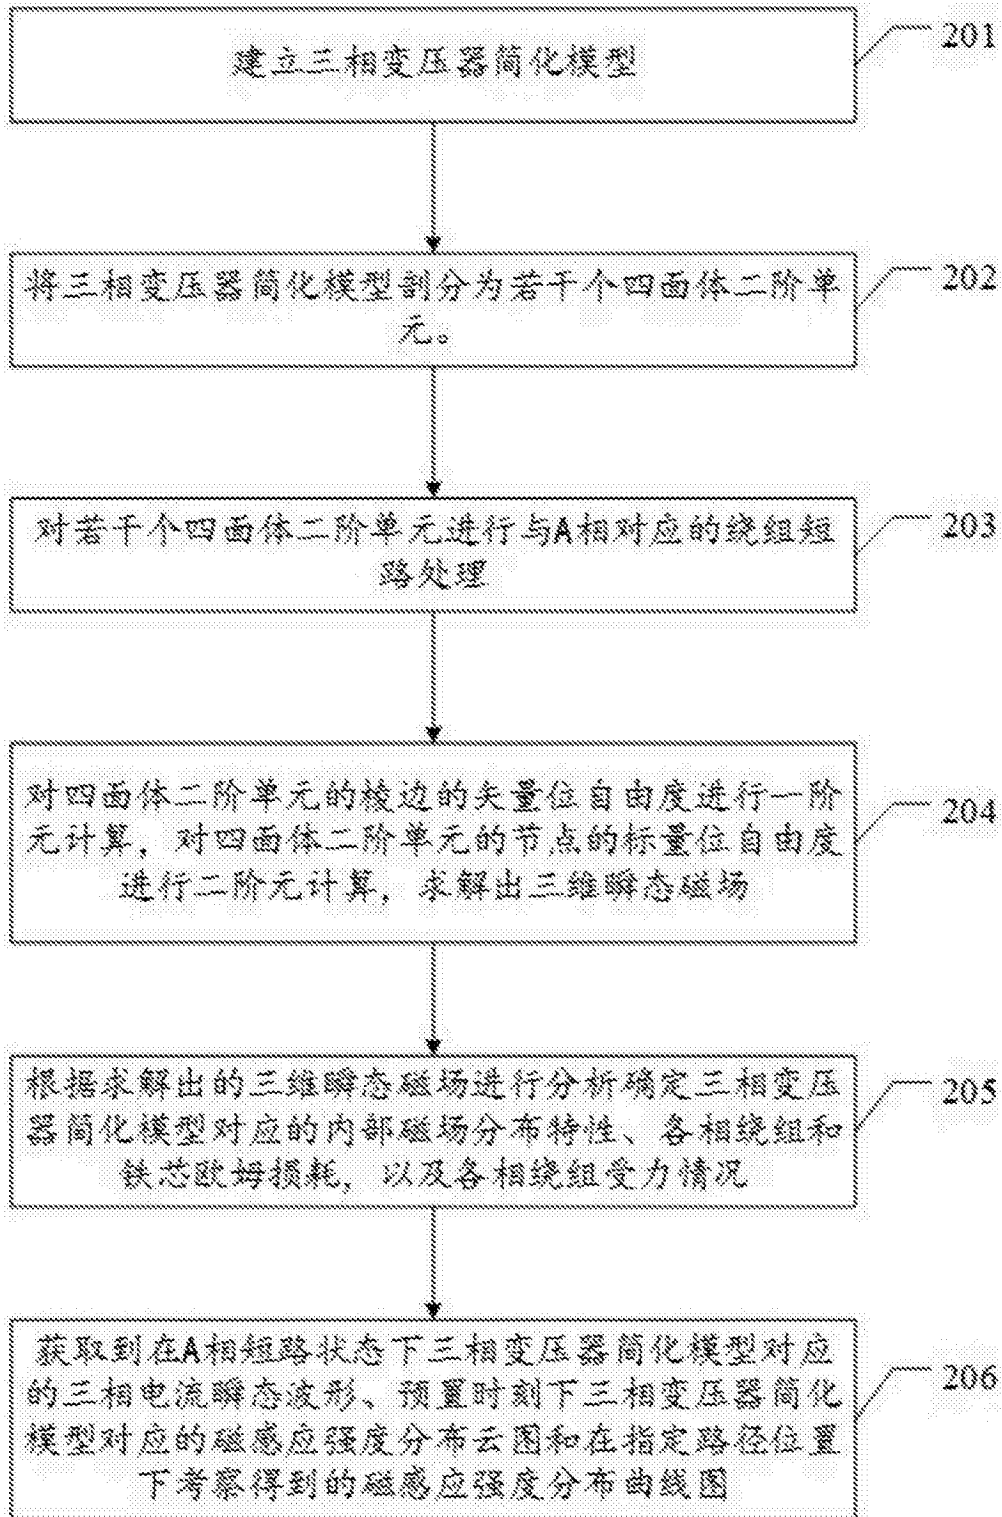 建立三相变压器简化模型
201
将三相变压器简化模型剖分为若干个四面体二阶单
元。
202
对若干个四面体二阶单元进行与A相对应的绕组短
路处理
203
对四面体二阶单元的棱边的矢量位自由度进行一阶
元计算，对四面体二阶单元的节点的标量位自由度
进行二阶元计算，求解出三维瞬态磁场
204
根据求解出的三维瞬态磁场进行分析确定三相变压
器简化模型对应的内部磁场分布特性、各相绕组和
铁芯欧姆损耗，以及各相绕组受力情况
205
获取到在A相短路状态下三相变压器简化模型对应
的三相电流瞬态波形、预置时刻下三相变压器简化
模型对应的磁感应强度分布云图和在指定路径位置
下考察得到的磁感应强度分布曲线图
206